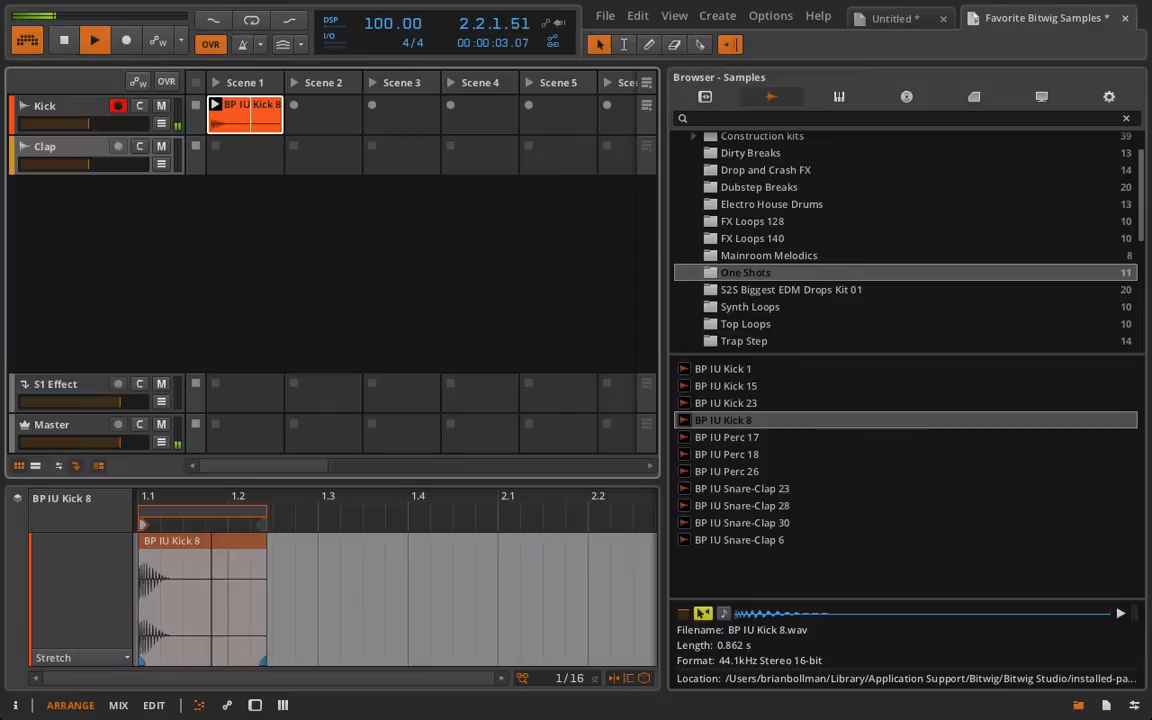 File Edit View Create Options Help
Untitled * ×
Favorite Bitwig Samples * ×
DSP
I/O
100.00
4/4
2.2.1.51
00:00:03.07
OVR
OVR
Scene 1
Scene 2
Scene 3
Scene 4
Scene 5
Sce
Kick
C M
BP IU Kick 8
Clap
C M
S1 Effect
C M
Master
C M
BP IU Kick 8
1.1
1.2
1.3
1.4
2.1
2.2
BP IU Kick 8
Stretch
1/16
ARRANGE MIX EDIT
Browser - Samples
Construction kits 39
Dirty Breaks 13
Drop and Crash FX 14
Dubstep Breaks 20
Electro House Drums 13
FX Loops 128 10
FX Loops 140 10
Mainroom Melodics 8
One Shots 11
S2S Biggest EDM Drops Kit 01 20
Synth Loops 10
Top Loops 10
Trap Step 14
BP IU Kick 1
BP IU Kick 15
BP IU Kick 23
BP IU Kick 8
BP IU Perc 17
BP IU Perc 18
BP IU Perc 26
BP IU Snare-Clap 23
BP IU Snare-Clap 28
BP IU Snare-Clap 30
BP IU Snare-Clap 6
Filename: BP IU Kick 8.wav
Length: 0.862 s
Format: 44.1kHz Stereo 16-bit
Location: /Users/brianbollman/Library/Application Support/Bitwig/Bitwig Studio/installed-pa...